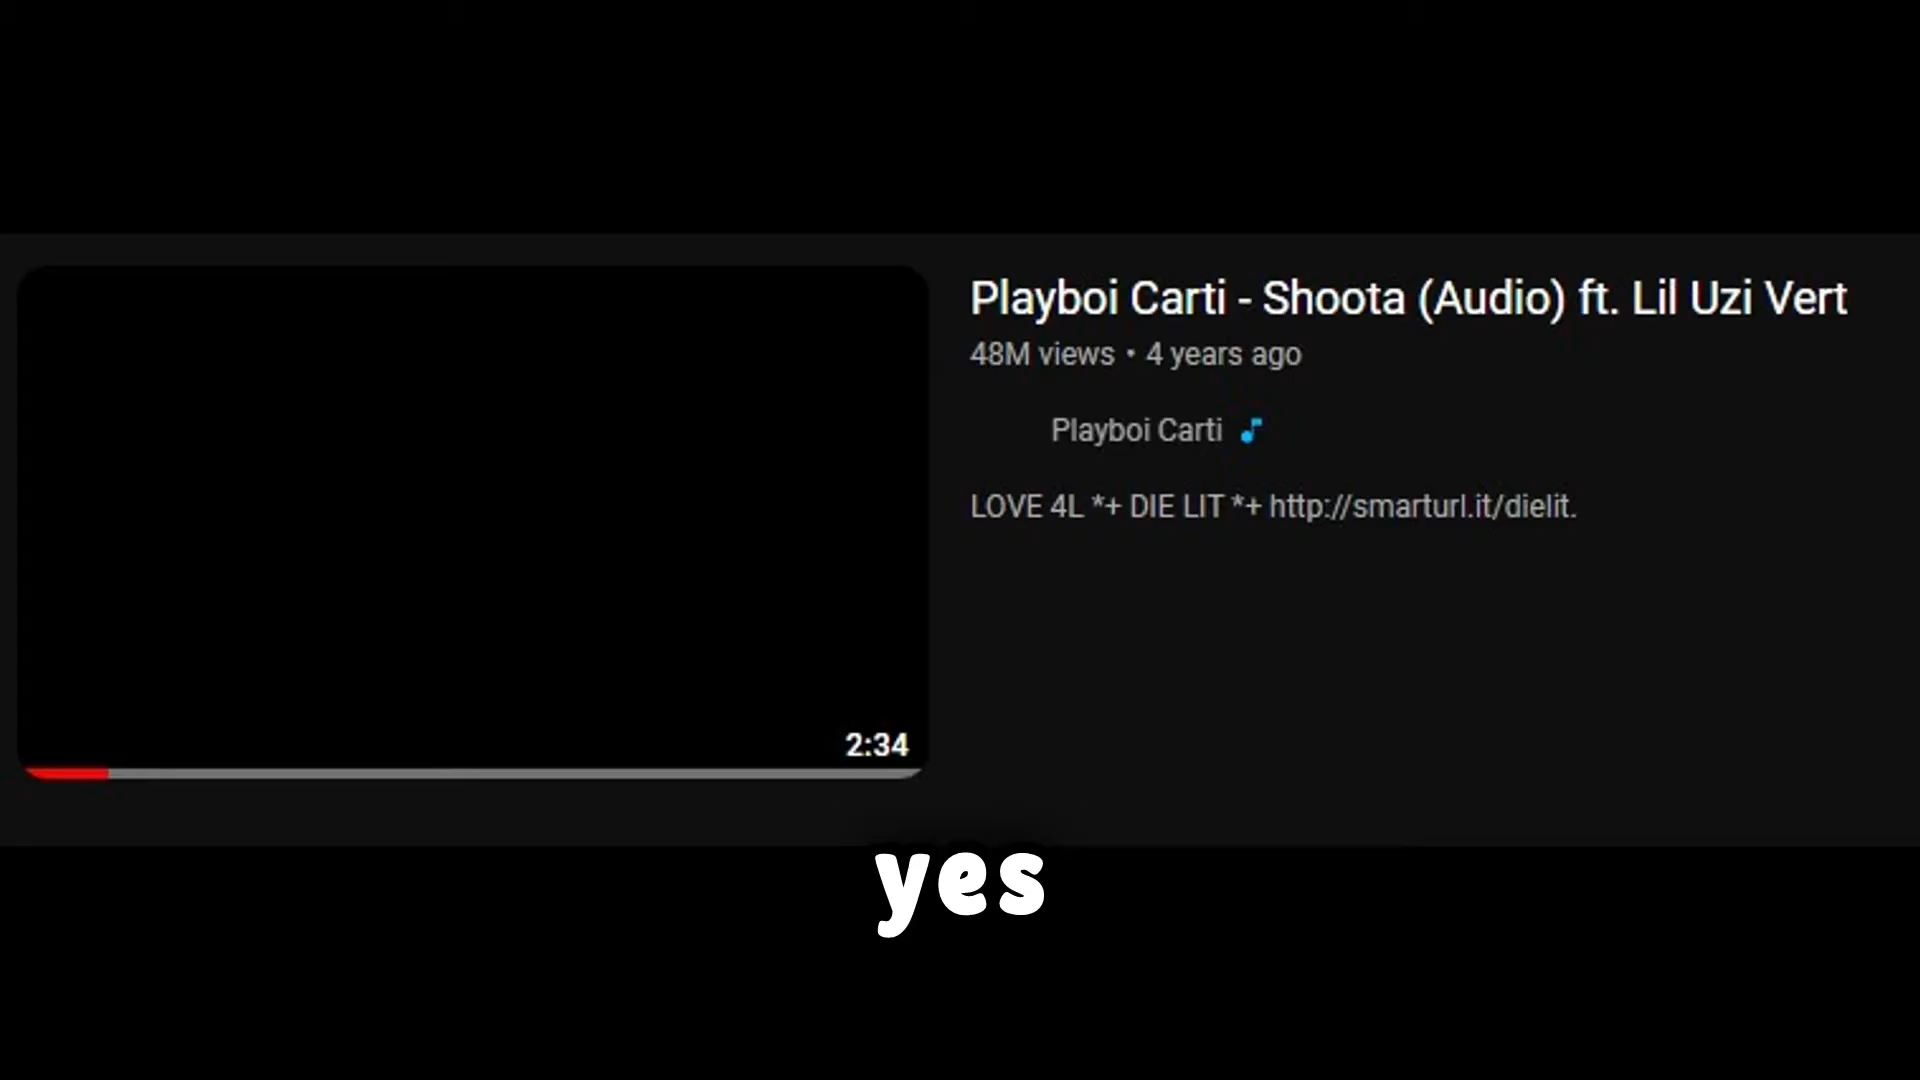 Playboi Carti - Shoota (Audio) ft. Lil Uzi Vert
48M views • 4 years ago
Playboi Carti
LOVE 4L *+ DIE LIT *+ http://smarturl.it/dielit.
2:34
yes